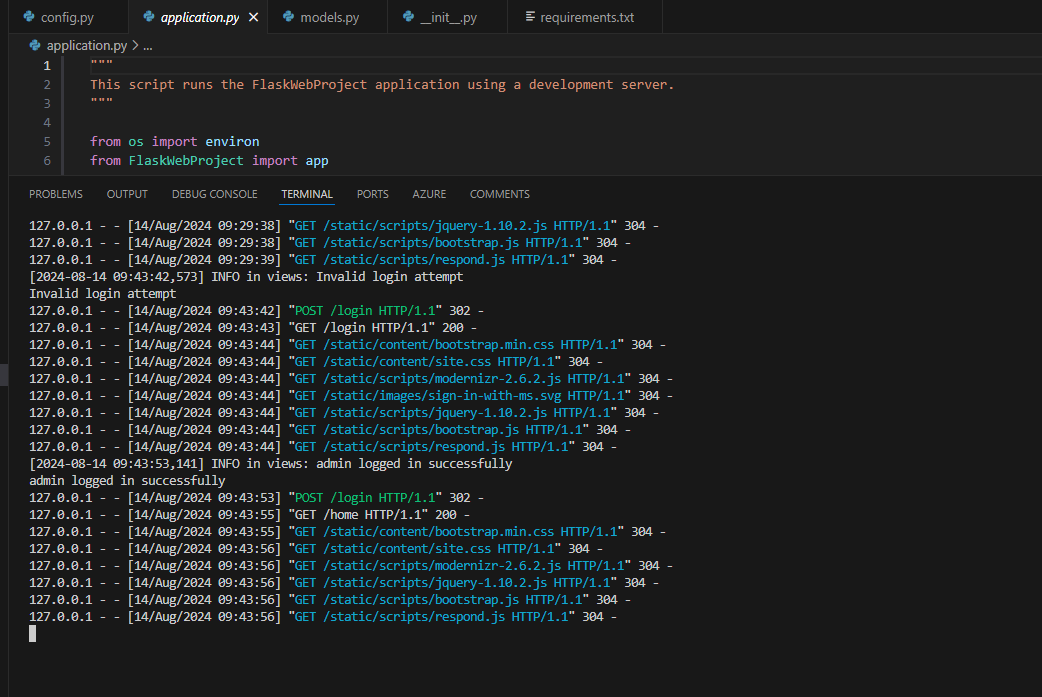 config.py application.py models.py __init__.py requirements.txt
application.py > ...
1 """
2 This script runs the FlaskWebProject application using a development server.
3 """
4
5 from os import environ
6 from FlaskWebProject import app
PROBLEMS OUTPUT DEBUG CONSOLE TERMINAL PORTS AZURE COMMENTS
127.0.0.1 - - [14/Aug/2024 09:29:38] "GET /static/scripts/jquery-1.10.2.js HTTP/1.1" 304 -
127.0.0.1 - - [14/Aug/2024 09:29:38] "GET /static/scripts/bootstrap.js HTTP/1.1" 304 -
127.0.0.1 - - [14/Aug/2024 09:29:39] "GET /static/scripts/respond.js HTTP/1.1" 304 -
[2024-08-14 09:43:42,573] INFO in views: Invalid login attempt
Invalid login attempt
127.0.0.1 - - [14/Aug/2024 09:43:42] "POST /login HTTP/1.1" 302 -
127.0.0.1 - - [14/Aug/2024 09:43:43] "GET /login HTTP/1.1" 200 -
127.0.0.1 - - [14/Aug/2024 09:43:44] "GET /static/content/bootstrap.min.css HTTP/1.1" 304 -
127.0.0.1 - - [14/Aug/2024 09:43:44] "GET /static/content/site.css HTTP/1.1" 304 -
127.0.0.1 - - [14/Aug/2024 09:43:44] "GET /static/scripts/modernizr-2.6.2.js HTTP/1.1" 304 -
127.0.0.1 - - [14/Aug/2024 09:43:44] "GET /static/images/sign-in-with-ms.svg HTTP/1.1" 304 -
127.0.0.1 - - [14/Aug/2024 09:43:44] "GET /static/scripts/jquery-1.10.2.js HTTP/1.1" 304 -
127.0.0.1 - - [14/Aug/2024 09:43:44] "GET /static/scripts/bootstrap.js HTTP/1.1" 304 -
127.0.0.1 - - [14/Aug/2024 09:43:44] "GET /static/scripts/respond.js HTTP/1.1" 304 -
[2024-08-14 09:43:53,141] INFO in views: admin logged in successfully
admin logged in successfully
127.0.0.1 - - [14/Aug/2024 09:43:53] "POST /login HTTP/1.1" 302 -
127.0.0.1 - - [14/Aug/2024 09:43:55] "GET /home HTTP/1.1" 200 -
127.0.0.1 - - [14/Aug/2024 09:43:55] "GET /static/content/bootstrap.min.css HTTP/1.1" 304 -
127.0.0.1 - - [14/Aug/2024 09:43:56] "GET /static/content/site.css HTTP/1.1" 304 -
127.0.0.1 - - [14/Aug/2024 09:43:56] "GET /static/scripts/modernizr-2.6.2.js HTTP/1.1" 304 -
127.0.0.1 - - [14/Aug/2024 09:43:56] "GET /static/scripts/jquery-1.10.2.js HTTP/1.1" 304 -
127.0.0.1 - - [14/Aug/2024 09:43:56] "GET /static/scripts/bootstrap.js HTTP/1.1" 304 -
127.0.0.1 - - [14/Aug/2024 09:43:56] "GET /static/scripts/respond.js HTTP/1.1" 304 -